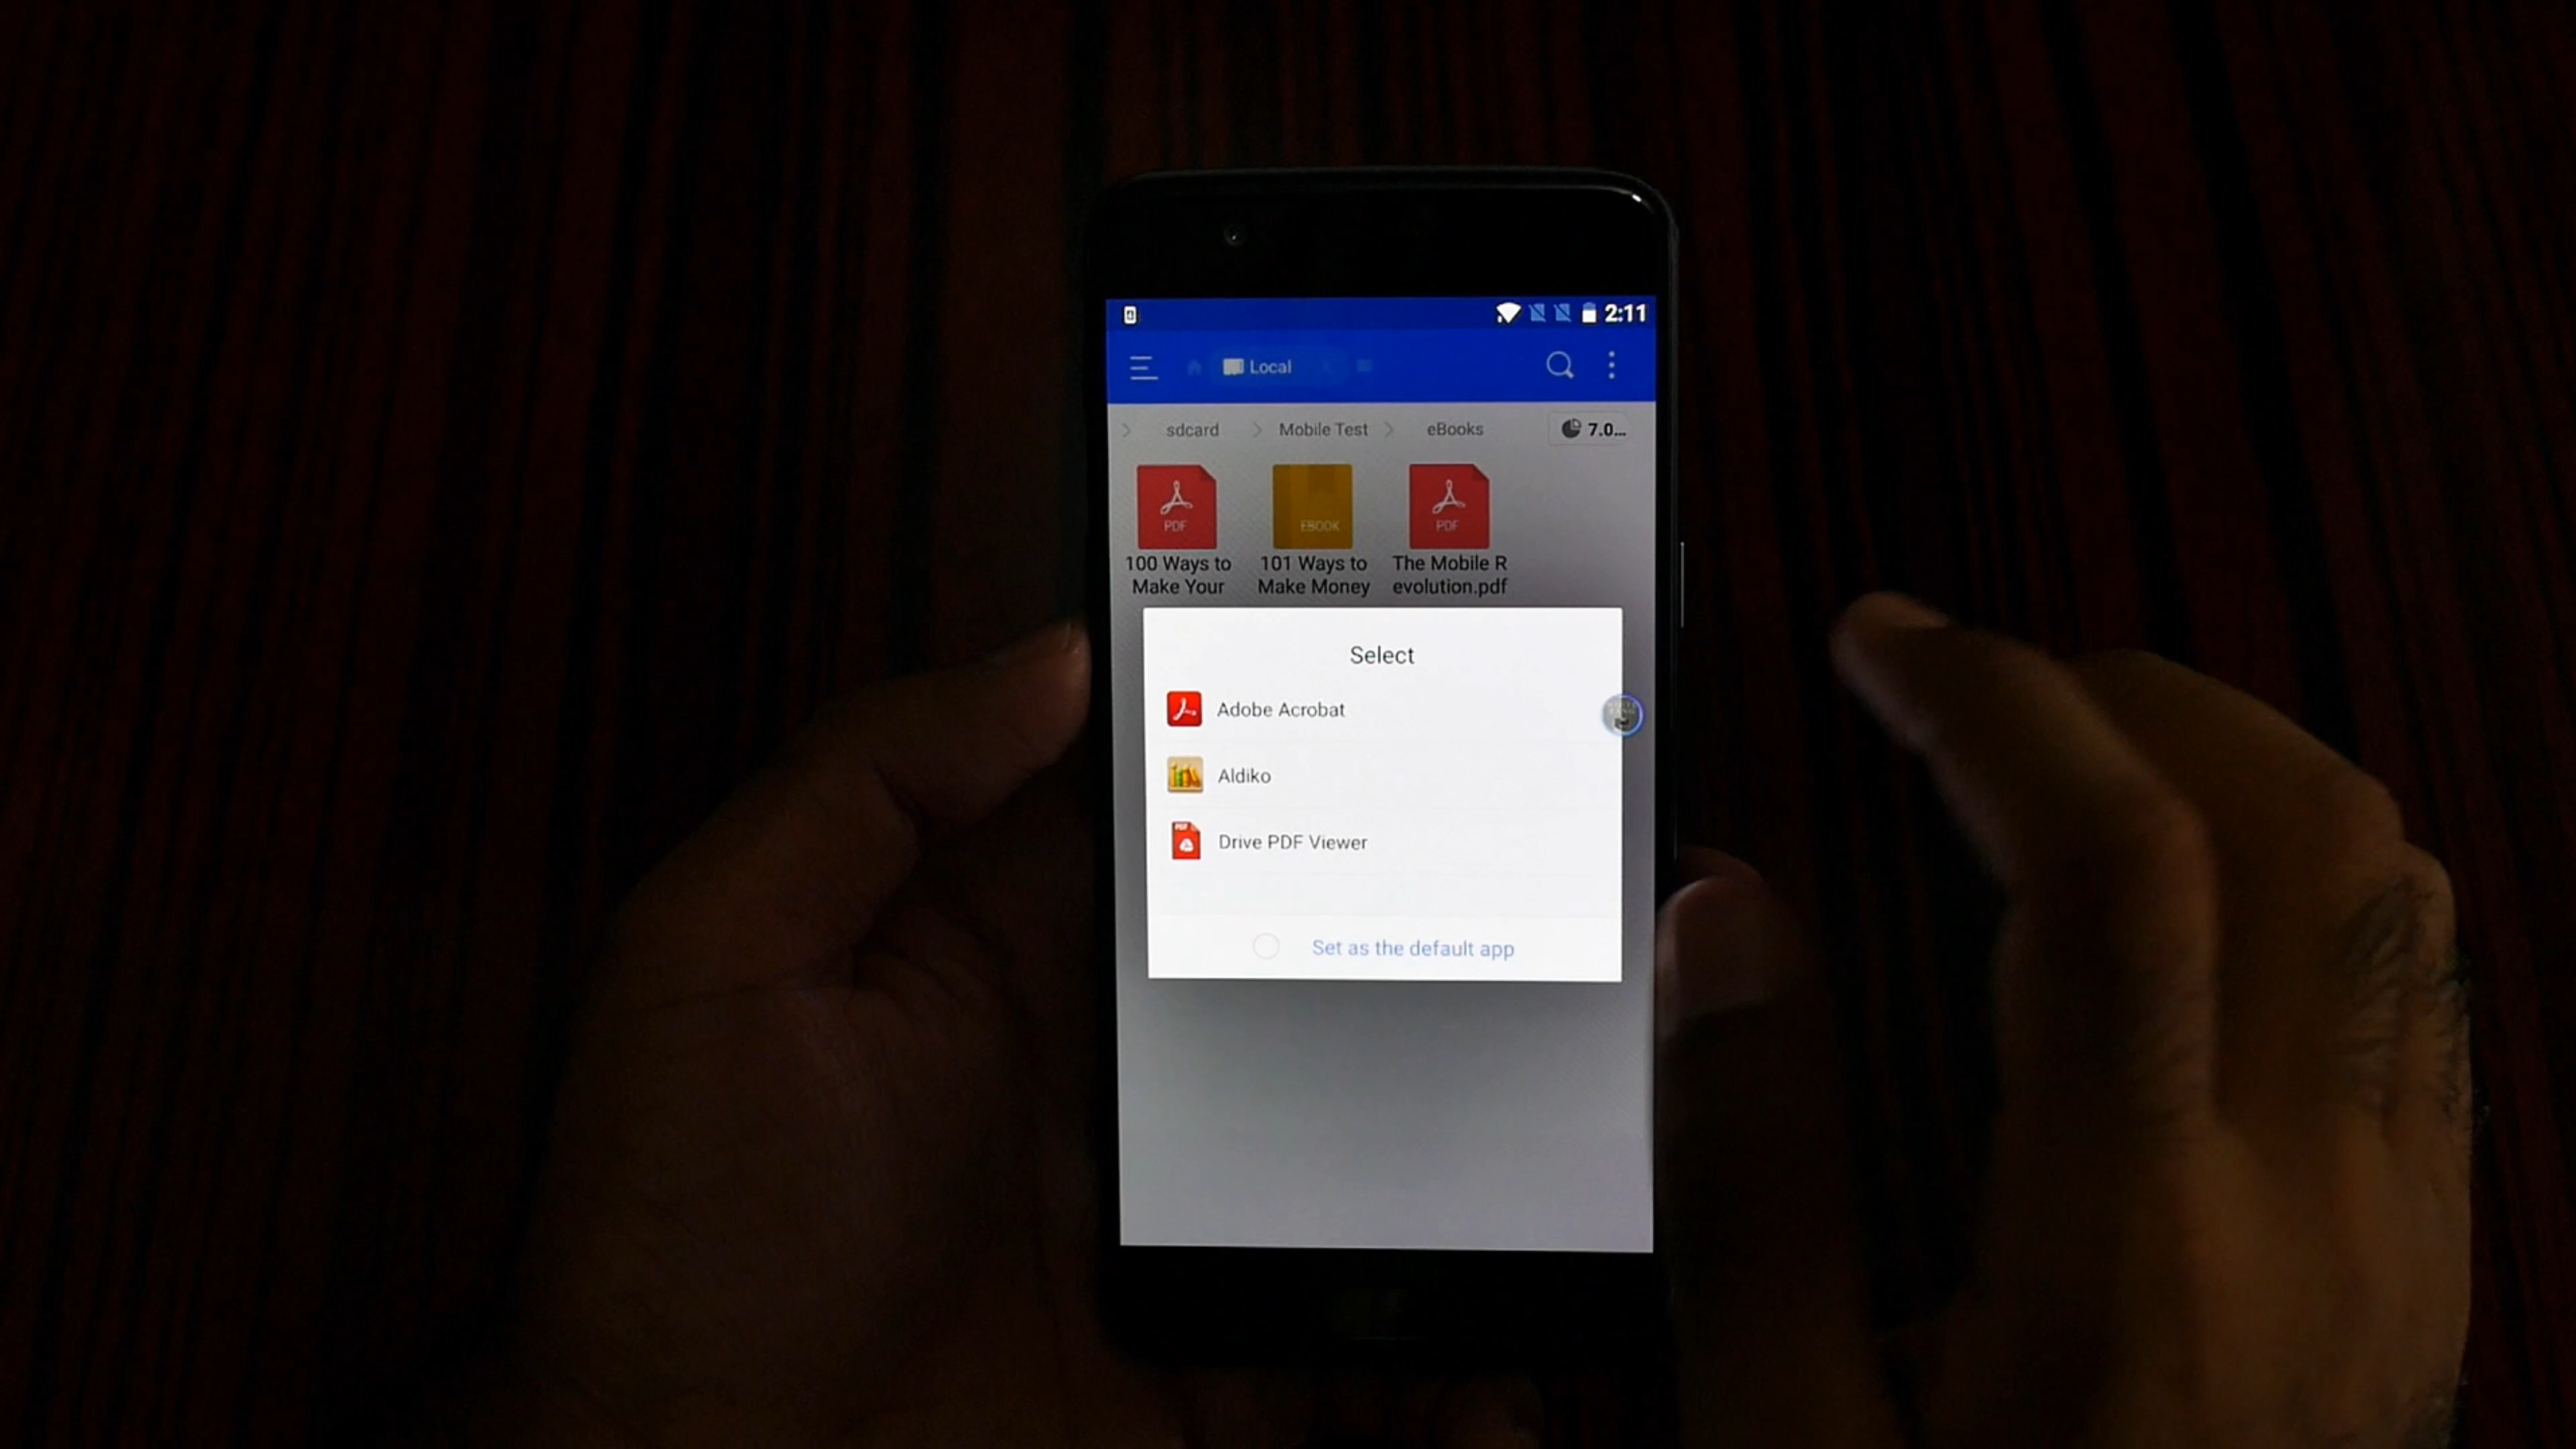 2:11
Local
sdcard
Mobile Test
eBooks
7.0...
PDF
EBOOK
PDF
100 Ways to
Make Your
101 Ways to
Make Money
The Mobile R
evolution.pdf
Select
Adobe Acrobat
Aldiko
PDF
Drive PDF Viewer
Set as the default app